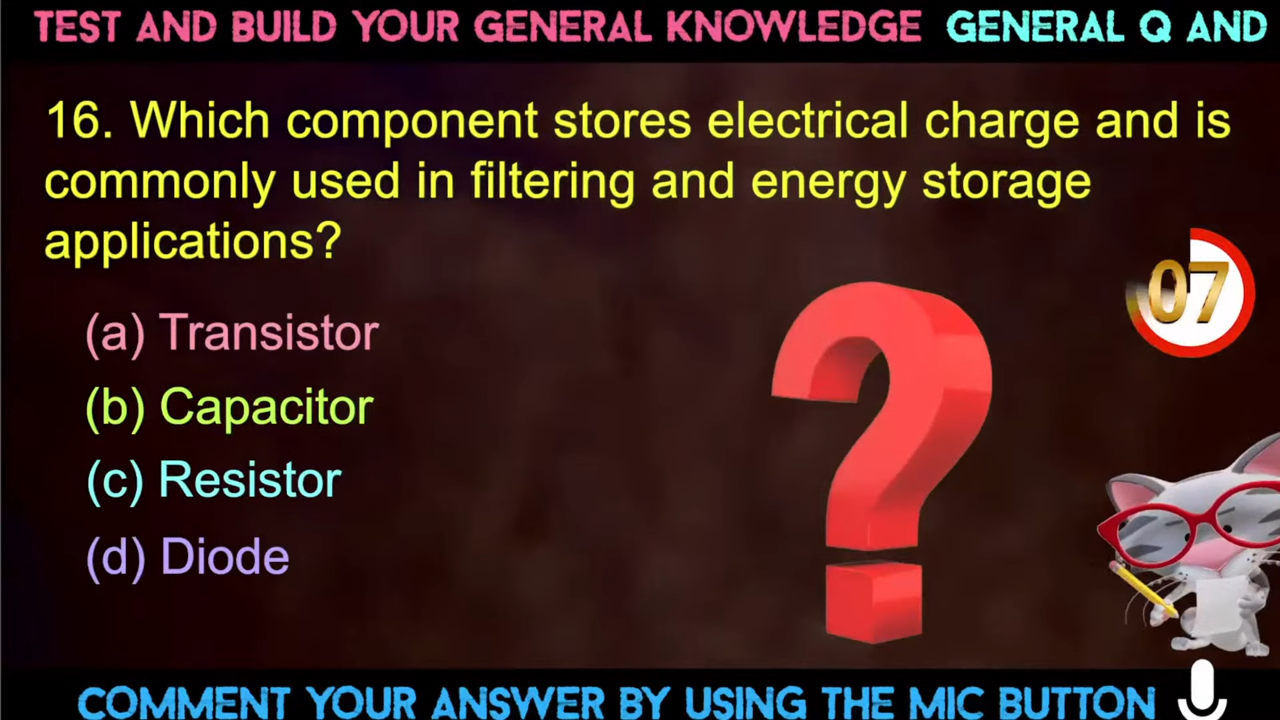 TEST AND BUILD YOUR GENERAL KNOWLEDGE GENERAL Q AND
16. Which component stores electrical charge and is
commonly used in filtering and energy storage
applications?
07
(a) Transistor
(b) Capacitor
(c) Resistor
(d) Diode
?
COMMENT YOUR ANSWER BY USING THE MIC BUTTON